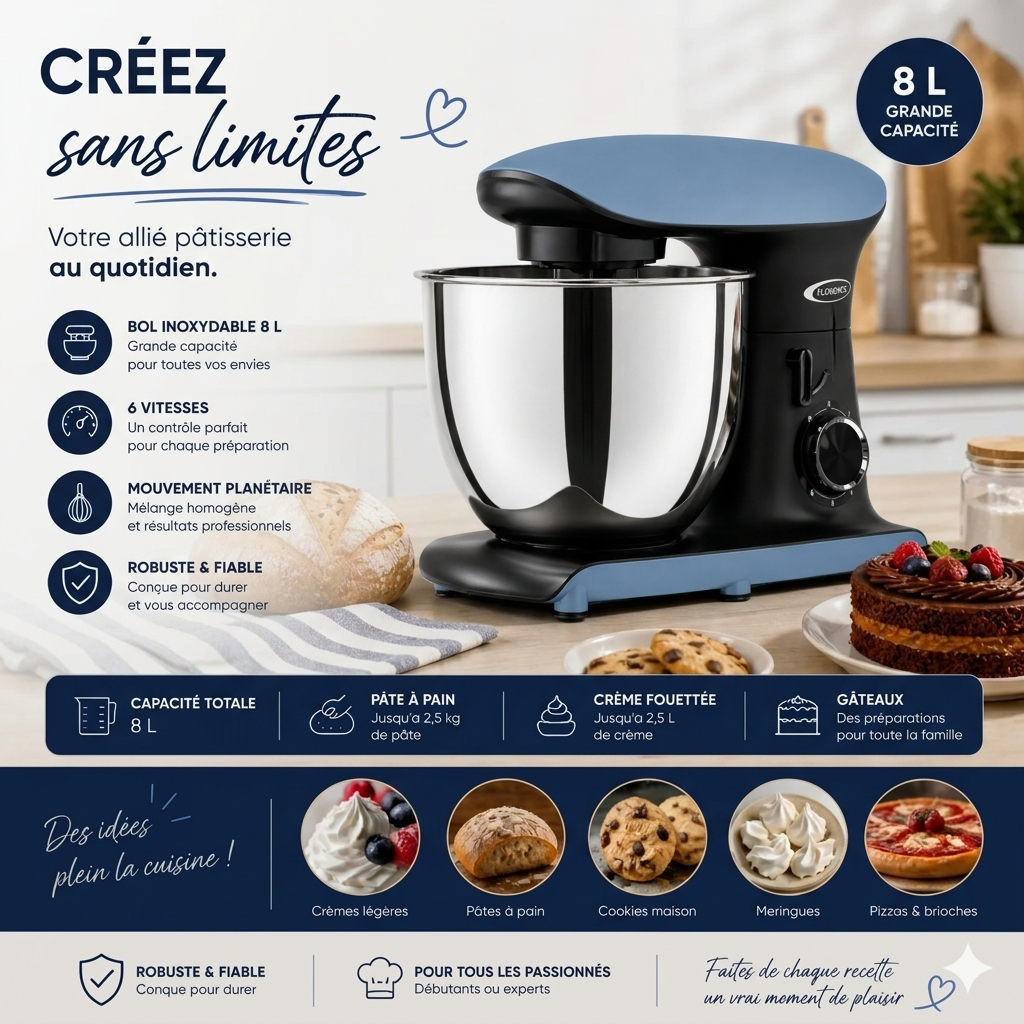 CRÉEZ
sans limites
Votre allié pâtisserie
au quotidien.
8 L
GRANDE
CAPACITÉ
BOL INOXYDABLE 8 L
Grande capacité
pour toutes vos envies
6 VITESSES
Un contrôle parfait
pour chaque préparation
MOUVEMENT PLANÉTAIRE
Mélange homogène
et résultats professionnels
ROBUSTE & FIABLE
Conçue pour durer
et vous accompagner
CAPACITÉ TOTALE
8 L
PÂTE À PAIN
Jusqu'a 2,5 kg
de pâte
CRÈME FOUETTÉE
Jusqu'a 2,5 L
de crème
GÂTEAUX
Des préparations
pour toute la famille
Des idées
plein la cuisine !
Crèmes légères
Pâtes à pain
Cookies maison
Meringues
Pizzas & brioches
ROBUSTE & FIABLE
Conque pour durer
POUR TOUS LES PASSIONNÉS
Débutants ou experts
Faites de chaque recette
un vrai moment de plaisir